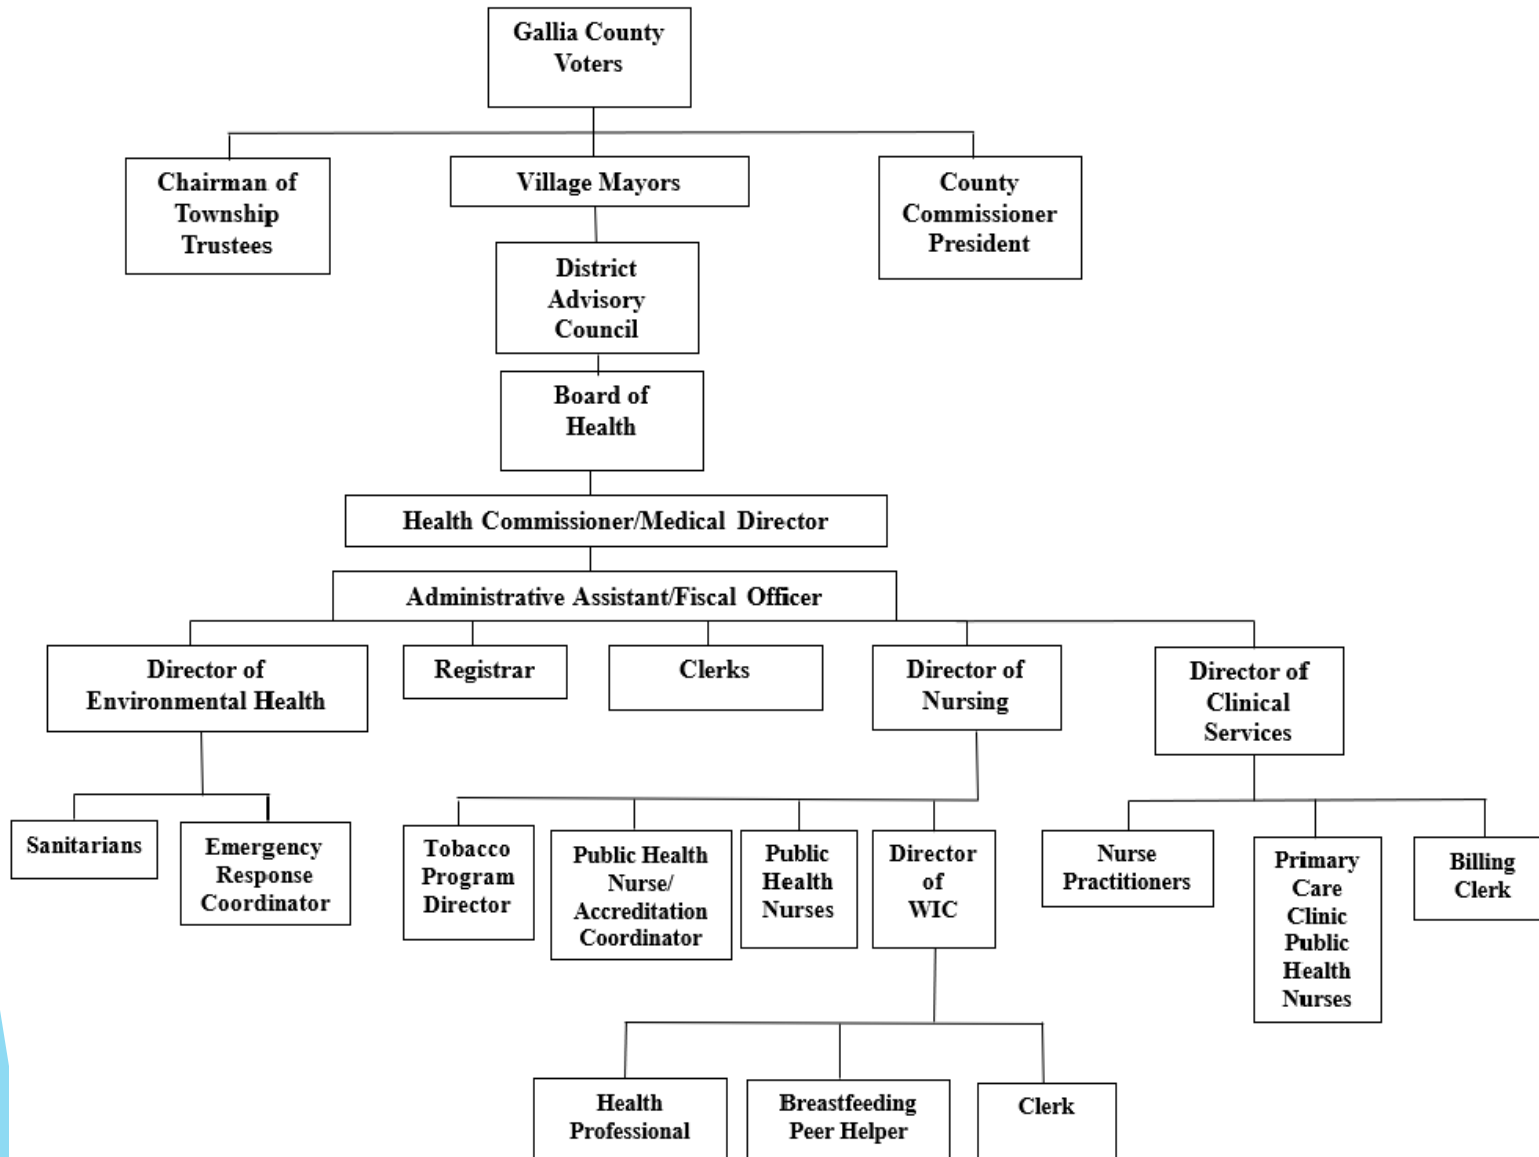 Gallia County
Voters
Chairman of
Township
Trustees
Village Mayors
County
Commissioner
President
District
Advisory
Council
Board of
Health
Health Commissioner/Medical Director
Administrative Assistant/Fiscal Officer
Director of
Environmental Health
Registrar
Clerks
Director of
Nursing
Director of
Clinical
Services
Sanitarians
Emergency
Response
Coordinator
Tobacco
Program
Director
Public Health
Nurse/
Accreditation
Coordinator
Public
Health
Nurses
Director
of
WIC
Nurse
Practitioners
Primary
Care
Clinic
Public
Health
Nurses
Billing
Clerk
Health
Professional
Breastfeeding
Peer Helper
Clerk